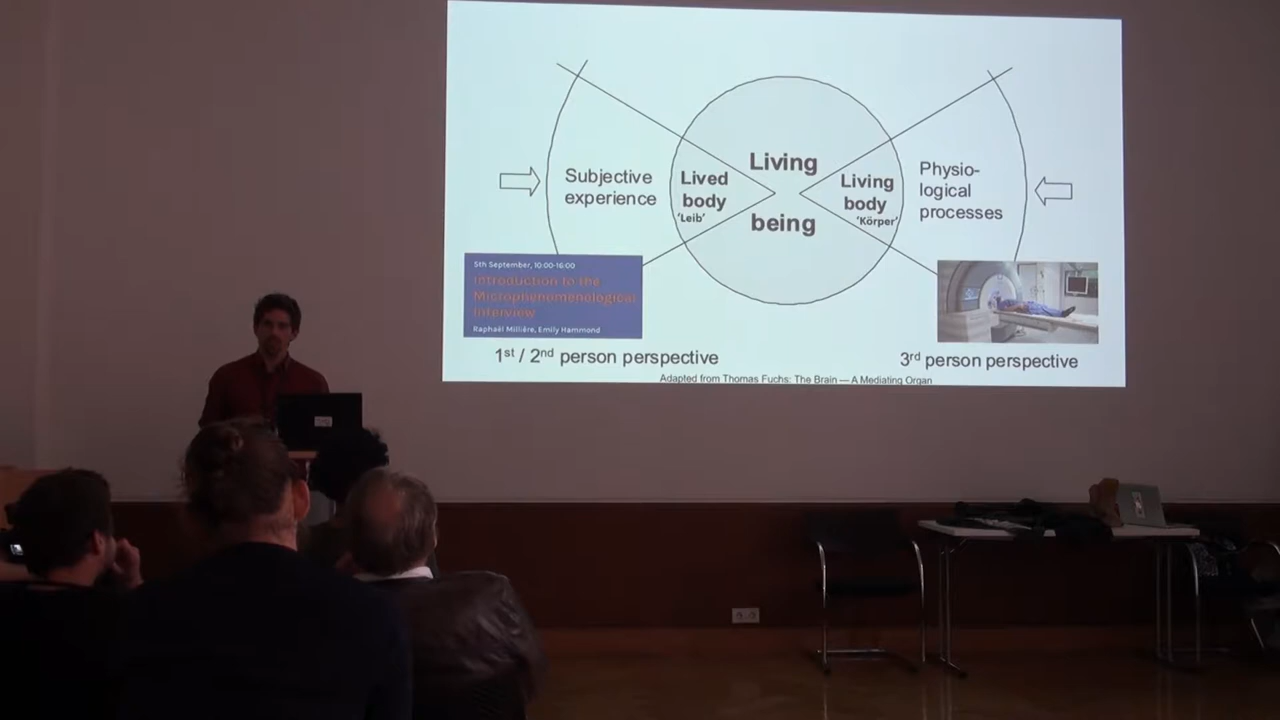 Subjective
experience
Lived
body
'Leib'
Living
being
Living
body
'Körper'
Physio-
logical
processes
5th September, 10:00-16:00
Introduction to the
Microphenomenological
Interview
Raphaël Millière, Emily Hammond
1st / 2nd person perspective
3rd person perspective
Adapted from Thomas Fuchs: The Brain — A Mediating Organ